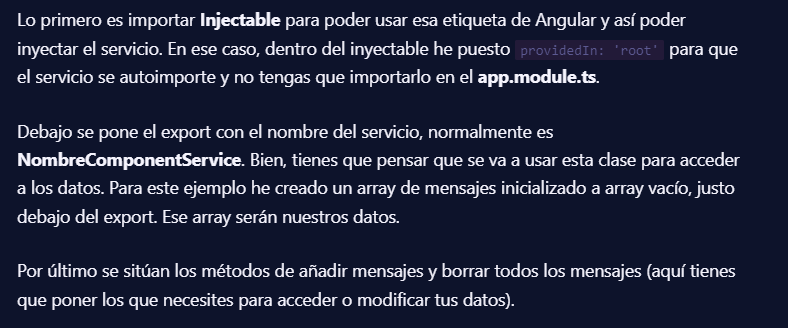 Lo primero es importar Injectable para poder usar esa etiqueta de Angular y así poder
inyectar el servicio. En ese caso, dentro del inyectable he puesto providedIn: 'root' para que
el servicio se autoimporte y no tengas que importarlo en el app.module.ts.
Debajo se pone el export con el nombre del servicio, normalmente es
NombreComponentService. Bien, tienes que pensar que se va a usar esta clase para acceder
a los datos. Para este ejemplo he creado un array de mensajes inicializado a array vacío, justo
debajo del export. Ese array serán nuestros datos.
Por último se sitúan los métodos de añadir mensajes y borrar todos los mensajes (aquí tienes
que poner los que necesites para acceder o modificar tus datos).